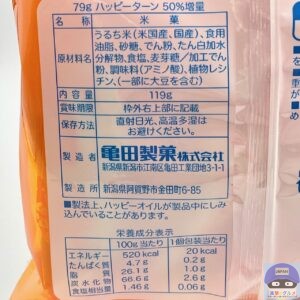 79g ハッピーターン 50%増量
名称 米菓
原材料名 うるち米(米国産、国産)、食用
油脂、砂糖、でん粉、たん白加水
分解物、食塩、麦芽糖／でん
粉、調味料(アミノ酸)、植物レシ
チン、(一部に大豆を含む)
内容量 119g
賞味期限 枠外右上部に記載
保存方法 直射日光、高温多湿は
お避けください。
製造者 亀田製菓株式会社
新潟県新潟市江南区亀田工業団地3-1-1
製造所 新潟県阿賀野市金田町6-85
■製法上、ハッピーオイルが製品中にしみ
込んでいることがあります。
栄養成分表示
100g当たり 1個包装当たり
エネルギー 520 kcal 20 kcal
たんぱく質 4.7 g 0.2 g
脂質 26.1 g 1.0 g
炭水化物 66.6 g 2.6 g
食塩相当量 1.46 g 0.06 g